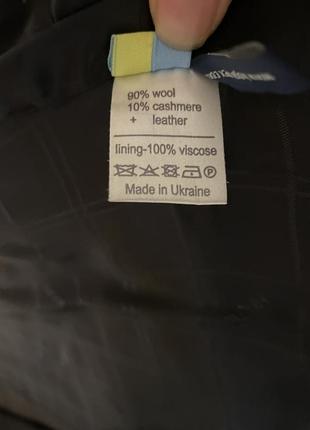 90% wool
10% cashmere
+ leather
lining-100% viscose
P
Made in Ukraine